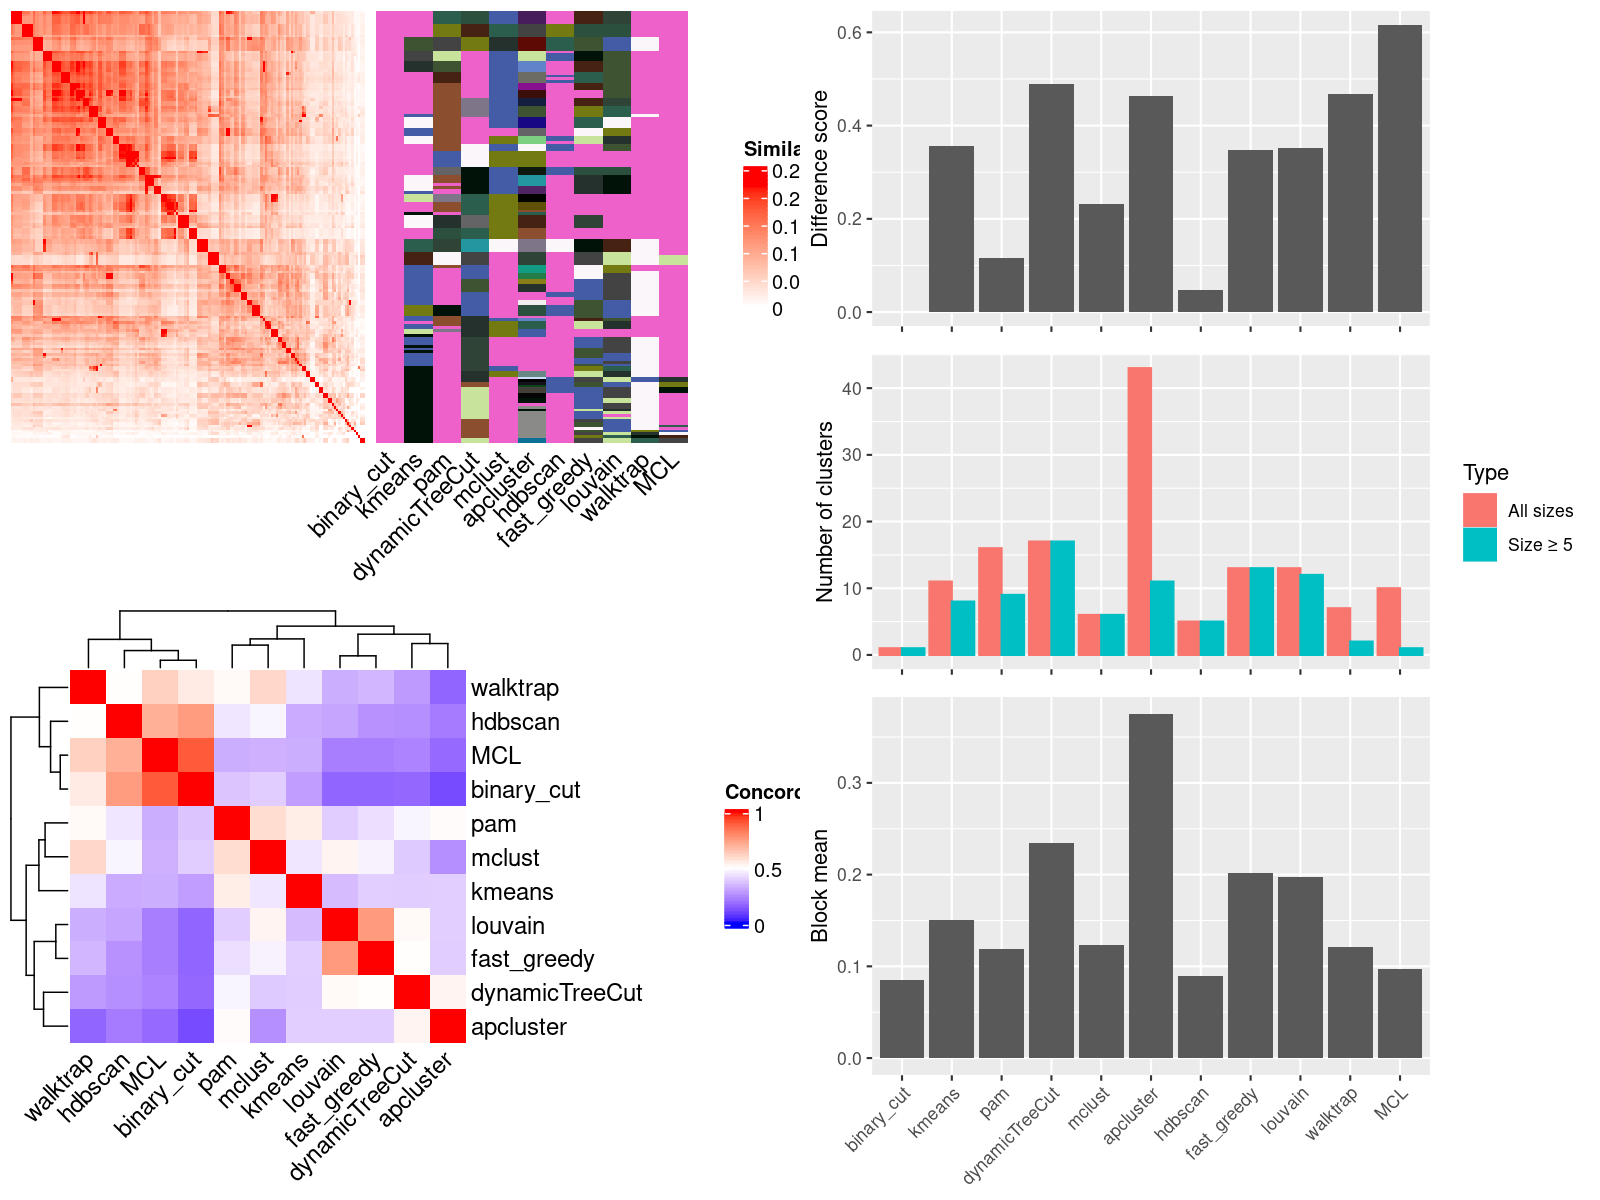 Simila
0.2
0.2
0.1
0.1
0.0
0
binary_cut
kmeans
pam
dynamicTreeCut
mclust
apcluster
hdbscan
fast_greedy
louvain
walktrap
MCL
walktrap
hdbscan
MCL
binary_cut
pam
mclust
kmeans
louvain
fast_greedy
dynamicTreeCut
apcluster
walktrap
hdbscan
MCL
binary_cut
pam
mclust
kmeans
louvain
fast_greedy
dynamicTreeCut
apcluster
Concord
1
0.5
0
Difference score
0.6
0.4
0.2
0.0
Number of clusters
40
30
20
10
0
Type
All sizes
Size ≥ 5
Block mean
0.3
0.2
0.1
0.0
binary_cut
kmeans
pam
dynamicTreeCut
mclust
apcluster
hdbscan
fast_greedy
louvain
walktrap
MCL